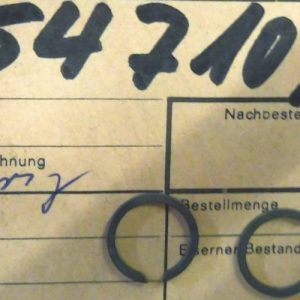 54710
Nachbeste
hnung
Bestellmenge
Eiserner Bestand